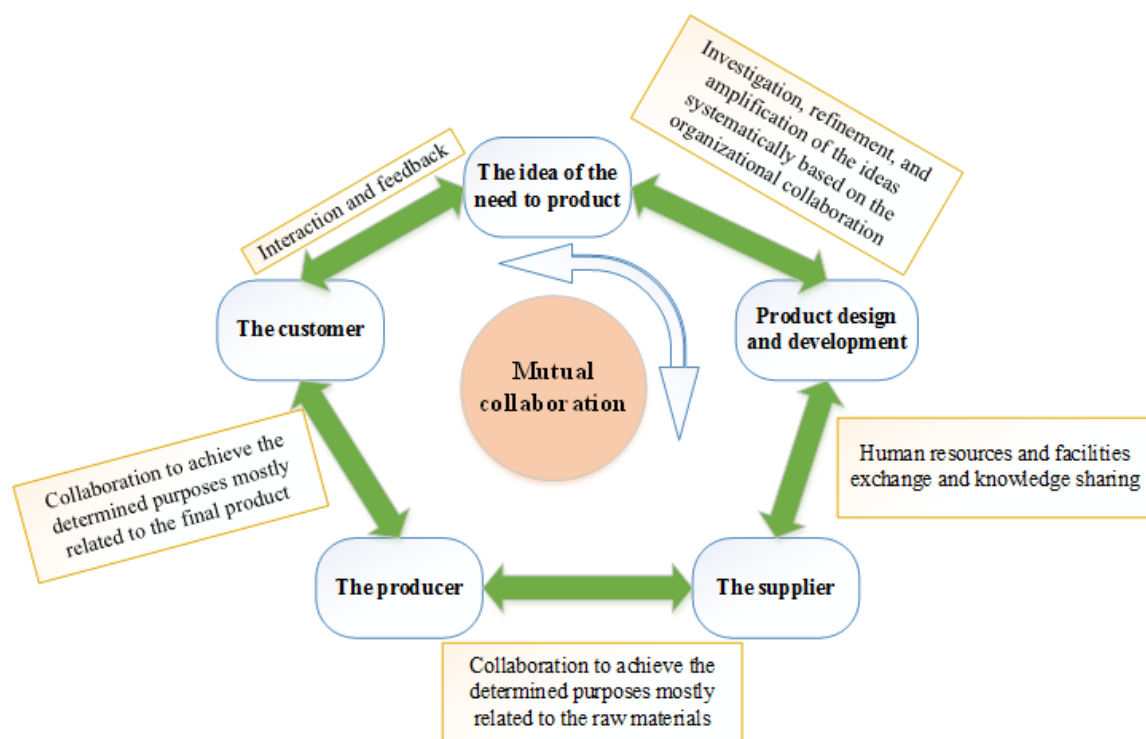 Investigation, refinement, and
amplification of the ideas
systematically based on the
organizational collaboration
Interaction and feedback
The idea of the
need to product
The customer
Product design
and development
Mutual
collaboration
Collaboration to achieve the
determined purposes mostly
related to the final product
Human resources and facilities
exchange and knowledge sharing
The producer
The supplier
Collaboration to achieve the
determined purposes mostly
related to the raw materials